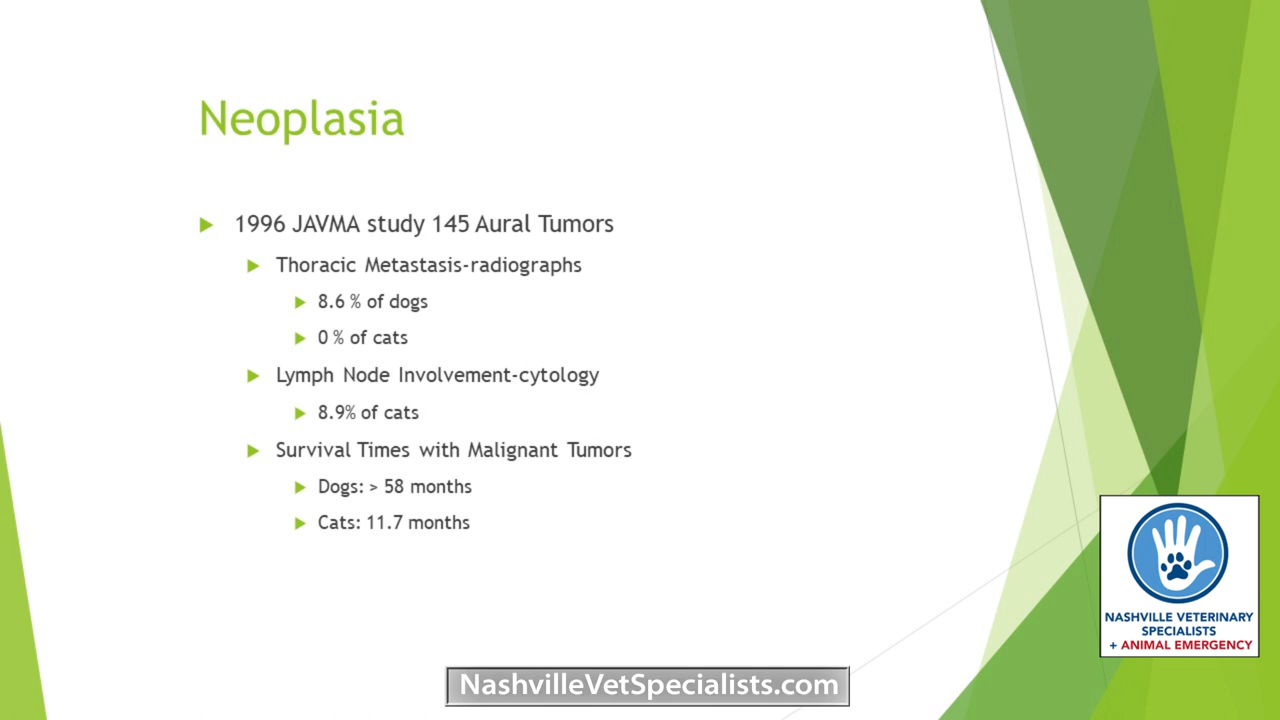 Neoplasia
1996 JAVMA study 145 Aural Tumors
Thoracic Metastasis-radiographs
8.6 % of dogs
0 % of cats
Lymph Node Involvement-cytology
8.9% of cats
Survival Times with Malignant Tumors
Dogs: > 58 months
Cats: 11.7 months
NASHVILLE VETERINARY
SPECIALISTS
+ ANIMAL EMERGENCY
NashvilleVetSpecialists.com